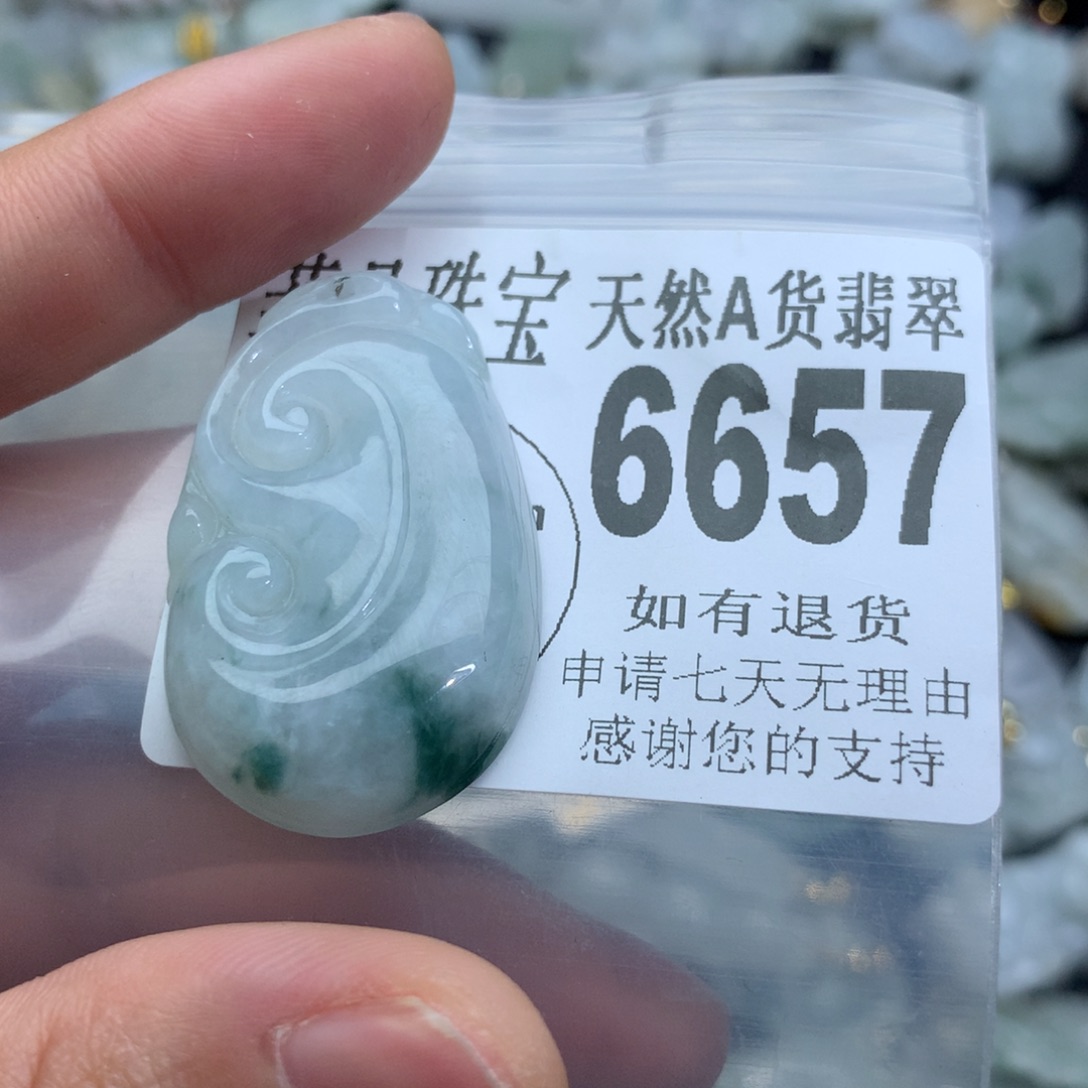 珠宝 天然A货翡翠
6657
如有退货
申请七天无理由
感谢您的支持